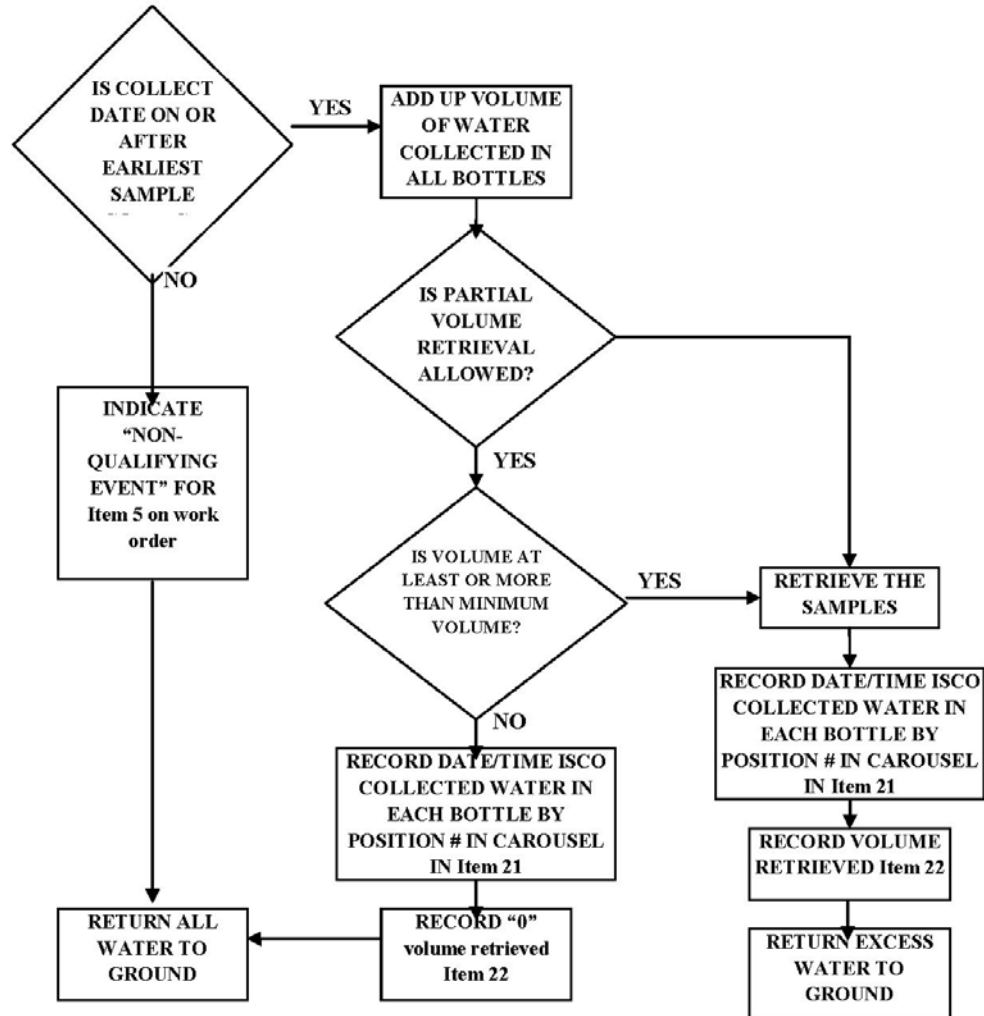 IS COLLECT
DATE ON OR
AFTER
EARLIEST
SAMPLE
YES
ADD UP VOLUME
OF WATER
COLLECTED IN
ALL BOTTLES
NO
IS PARTIAL
VOLUME
RETRIEVAL
ALLOWED?
INDICATE
“NON-
QUALIFYING
EVENT” FOR
Item 5 on work
order
YES
IS VOLUME AT
LEAST OR MORE
THAN MINIMUM
VOLUME?
YES
RETRIEVE THE
SAMPLES
NO
RECORD DATE/TIME ISCO
COLLECTED WATER IN
EACH BOTTLE BY
POSITION # IN CAROUSEL
IN Item 21
RECORD DATE/TIME ISCO
COLLECTED WATER IN
EACH BOTTLE BY
POSITION # IN CAROUSEL
IN Item 21
RECORD VOLUME
RETRIEVED Item 22
RETURN ALL
WATER TO
GROUND
RECORD “0”
volume retrieved
Item 22
RETURN EXCESS
WATER TO
GROUND